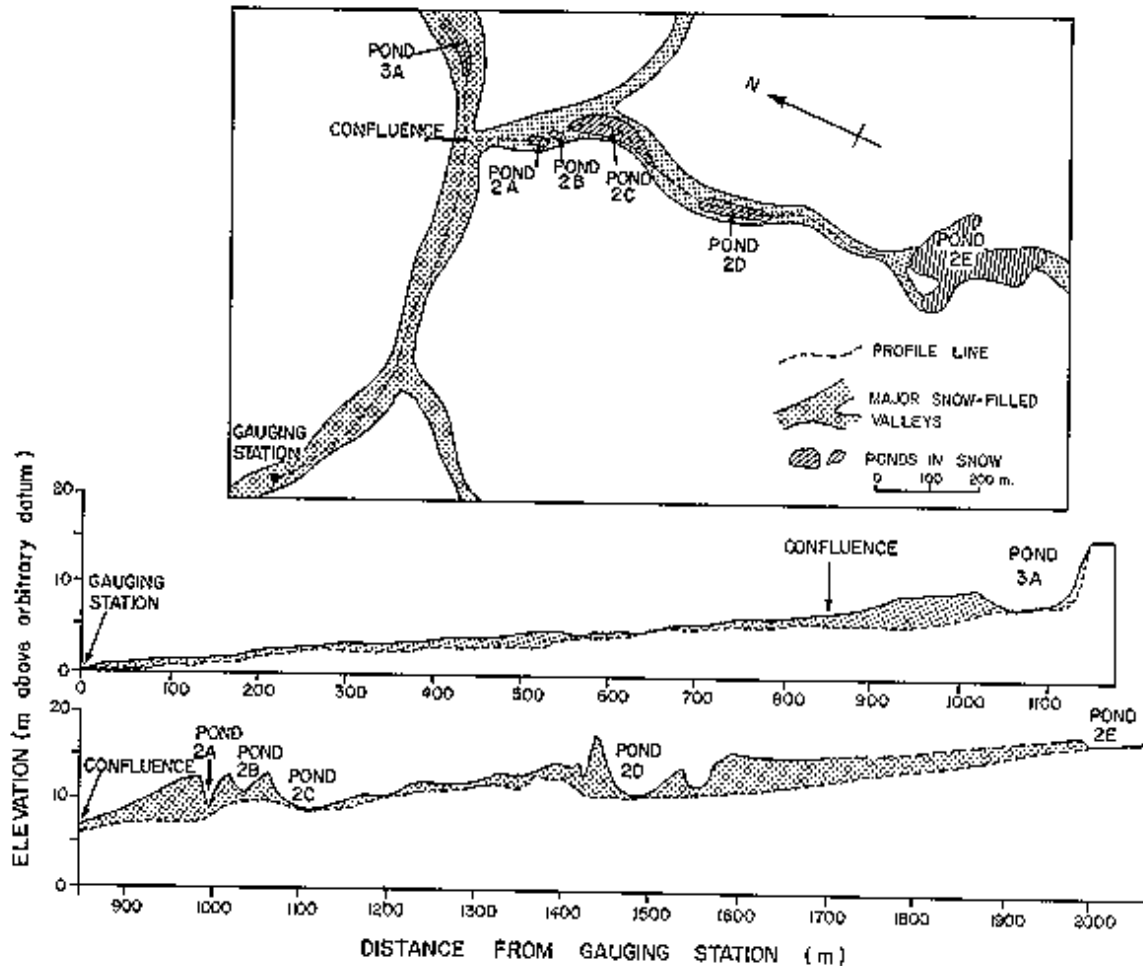 POND
3A
N
CONFLUENCE
POND
2A
POND
2B
POND
2C
POND
2D
POND
2E
PROFILE LINE
MAJOR SNOW-FILLED
VALLEYS
PONDS IN SNOW
0 100 200 m.
GAUGING
STATION
ELEVATION (m above arbitrary datum)
20
10
0
GAUGING
STATION
CONFLUENCE
POND
3A
0 100 200 300 400 500 600 700 800 900 1000 1100
20
10
0
CONFLUENCE
POND
2A
POND
2B
POND
2C
POND
2D
POND
2E
900 1000 1100 1200 1300 1400 1500 1600 1700 1800 1900 2000
DISTANCE FROM GAUGING STATION (m)